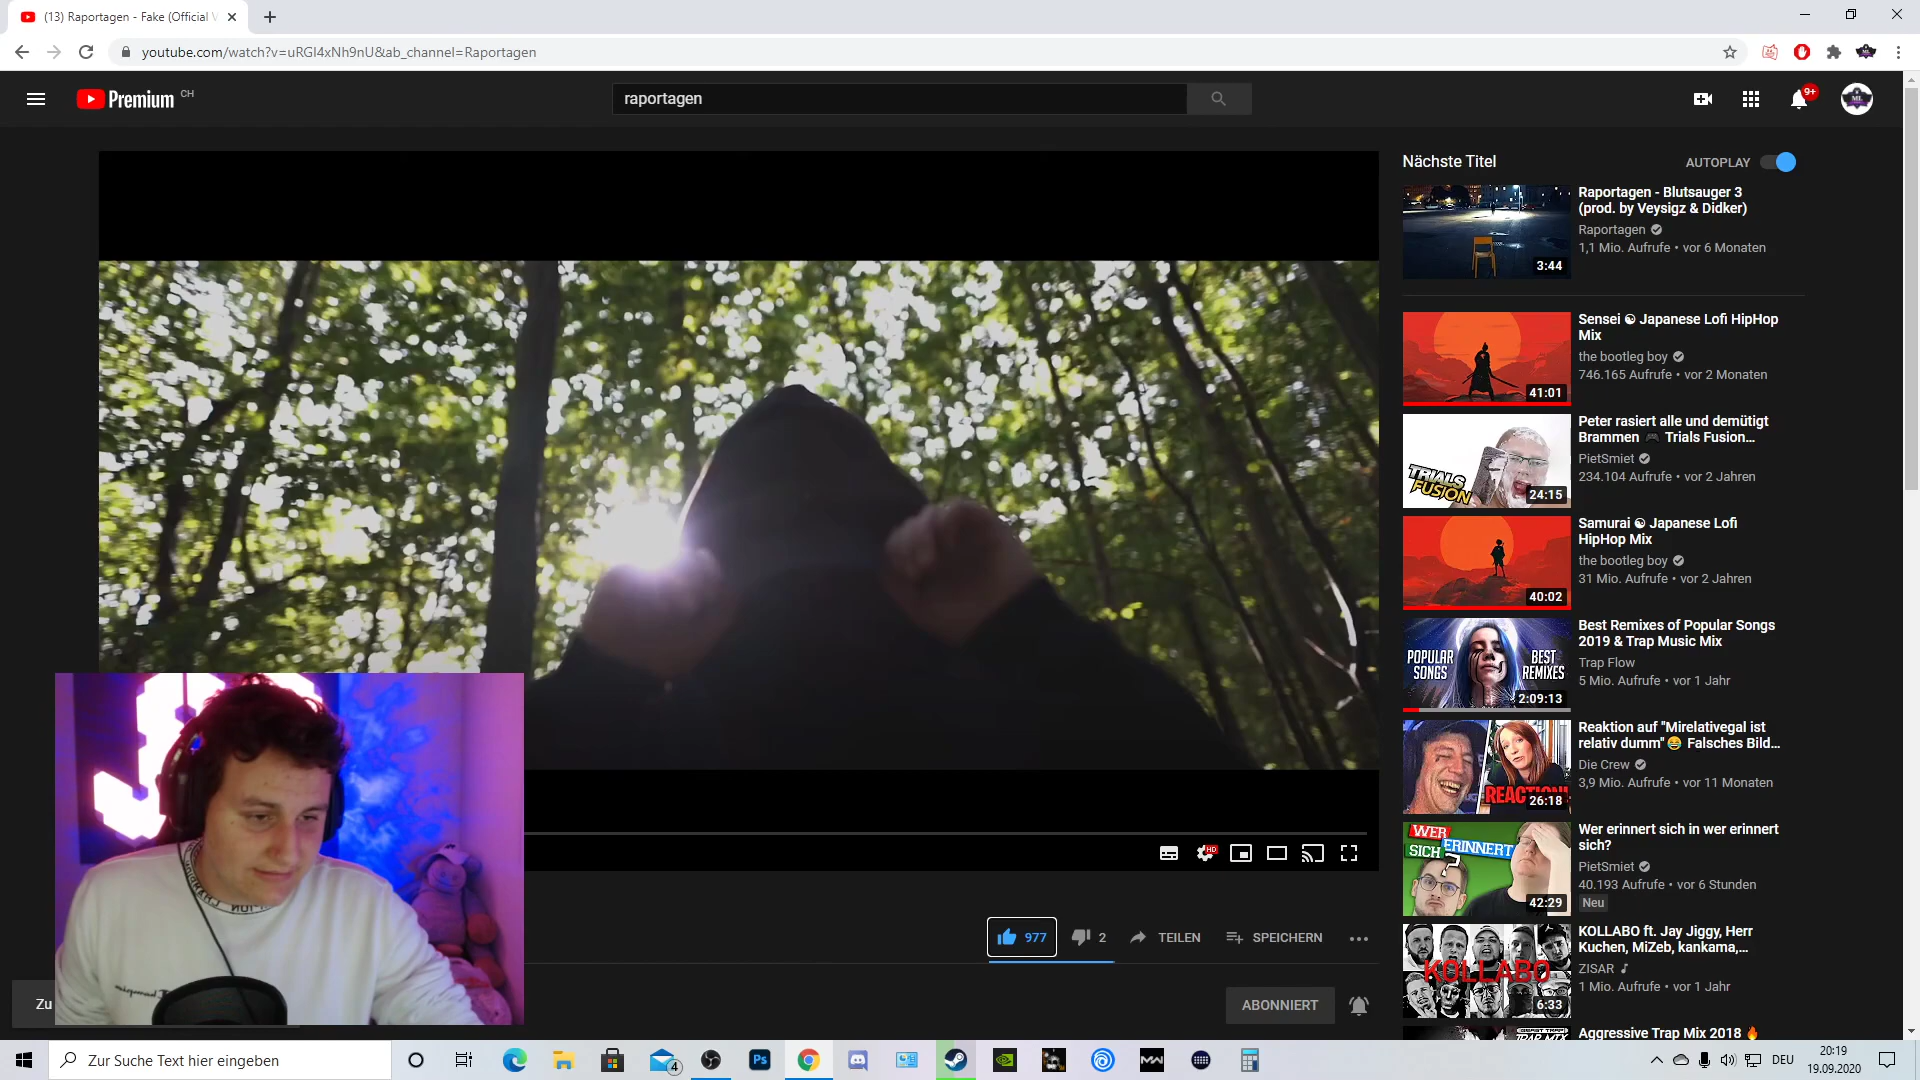 (13) Raportagen - Fake (Official V
youtube.com/watch?v=uRGI4xNh9nU&ab_channel=Raportagen
Premium CH
raportagen
9+
Nächste Titel
AUTOPLAY
Raportagen - Blutsauger 3
(prod. by Veysigz & Didker)
Raportagen
1,1 Mio. Aufrufe • vor 6 Monaten
3:44
Sensei ☯ Japanese Lofi HipHop
Mix
the bootleg boy
746.165 Aufrufe • vor 2 Monaten
41:01
Peter rasiert alle und demütigt
Brammen 🎮 Trials Fusion...
PietSmiet
234.104 Aufrufe • vor 2 Jahren
TRIALS
FUSION
24:15
Samurai ☯ Japanese Lofi
HipHop Mix
the bootleg boy
31 Mio. Aufrufe • vor 2 Jahren
40:02
Best Remixes of Popular Songs
2019 & Trap Music Mix
Trap Flow
5 Mio. Aufrufe • vor 1 Jahr
POPULAR
SONGS
BEST
REMIXES
2:09:13
Reaktion auf "Mirelativegal ist
relativ dumm"😂 Falsches Bild...
Die Crew
3,9 Mio. Aufrufe • vor 11 Monaten
REACTION!
26:18
Wer erinnert sich in wer erinnert
sich?
PietSmiet
40.193 Aufrufe • vor 6 Stunden
Neu
WER
ERINNERT
SICH
?
42:29
KOLLABO ft. Jay Jiggy, Herr
Kuchen, MiZeb, kankama,...
ZISAR
1 Mio. Aufrufe • vor 1 Jahr
KOLLABO
6:33
Aggressive Trap Mix 2018 🔥
HD
977
2
TEILEN
SPEICHERN
ABONNIERT
Zu
Zur Suche Text hier eingeben
4
Ps
DEU
20:19
19.09.2020